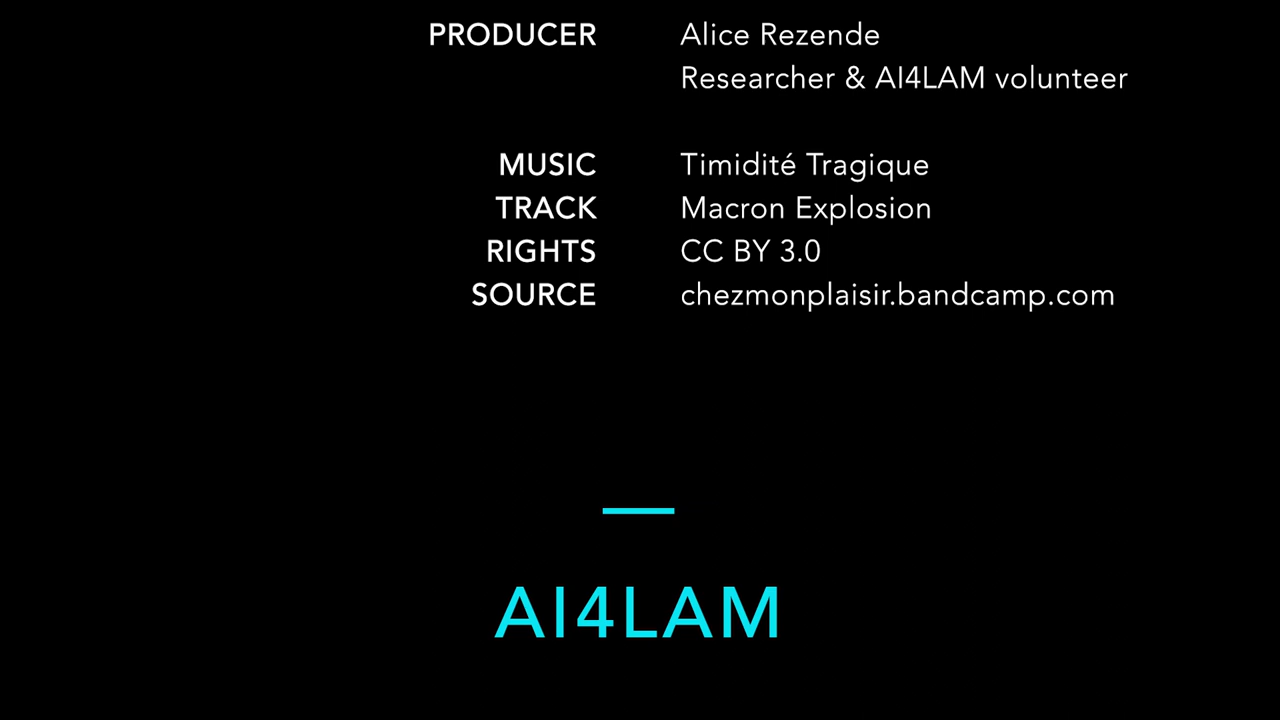 PRODUCER Alice Rezende
Researcher & AI4LAM volunteer
MUSIC Timidité Tragique
TRACK Macron Explosion
RIGHTS CC BY 3.0
SOURCE chezmonplaisir.bandcamp.com
AI4LAM